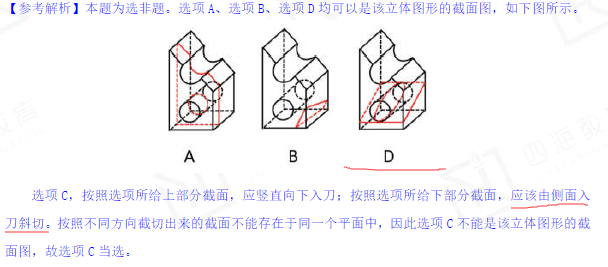 【参考解析】本题为选非题。选项 A、选项 B、选项 D 均可以是该立体图形的截面图，如下图所示。
A
B
D
选项 C，按照选项所给上部分截面，应竖直向下入刀；按照选项所给下部分截面，应该由侧面入
刀斜切。按照不同方向截切出来的截面不能存在于同一个平面中，因此选项 C 不能是该立体图形的截
面图，故选项 C 当选。